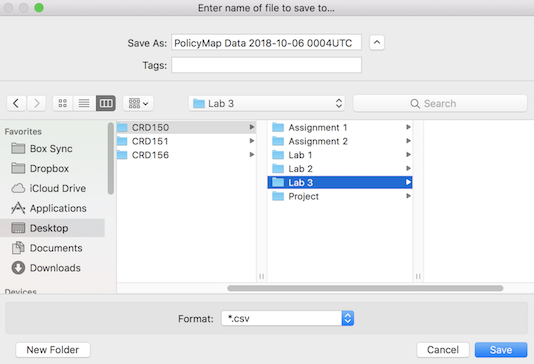 Enter name of file to save to...
Save As: PolicyMap Data 2018-10-06 0004UTC
Tags:
Lab 3
Search
Favorites
Box Sync
Dropbox
iCloud Drive
Applications
Desktop
Documents
Downloads
Devices
CRD150
CRD151
CRD156
Assignment 1
Assignment 2
Lab 1
Lab 2
Lab 3
Project
Format: *.csv
New Folder
Cancel
Save